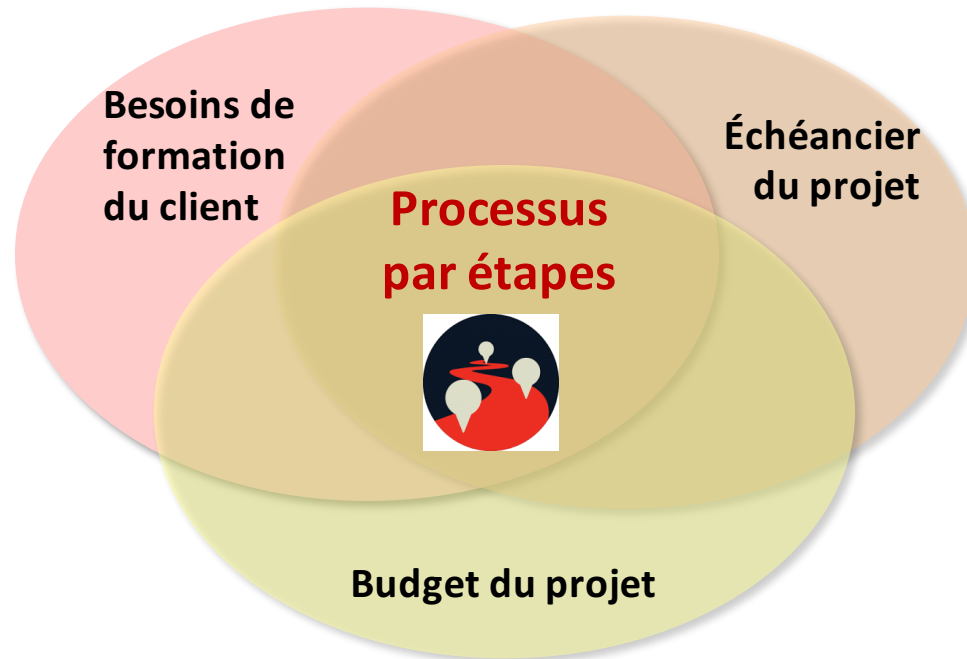 Besoins de
formation
du client
Échéancier
du projet
Processus
par étapes
Budget du projet